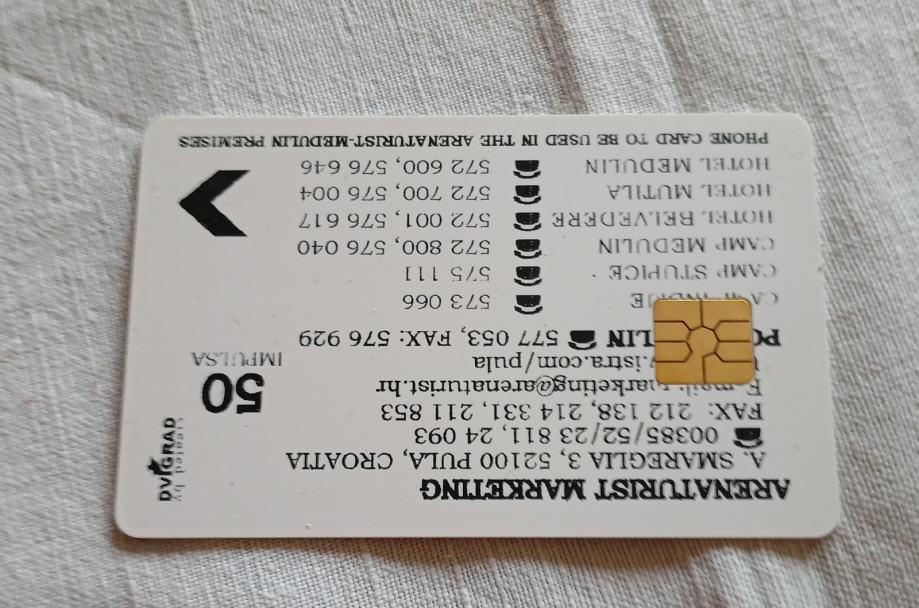 ARENATURIST MARKETING
A. SMAREGLIA 3, 52100 PULA, CROATIA
00385/52/23 811, 24 093
FAX: 212 138, 214 331, 211 853
marketing@arenaturist.hr
istra.com/pula
577 053, FAX: 576 929
573 066
CAMP STUPICE 575 111
CAMP MEDULIN 572 800, 576 040
HOTEL BELVEDERE 572 001, 576 617
HOTEL MUTILA 572 700, 576 004
HOTEL MEDULIN 572 600, 576 646
PHONE CARD TO BE USED IN THE ARENATURIST-MEDULIN PREMISES
50
IMPULSA
by
DVIGRAD